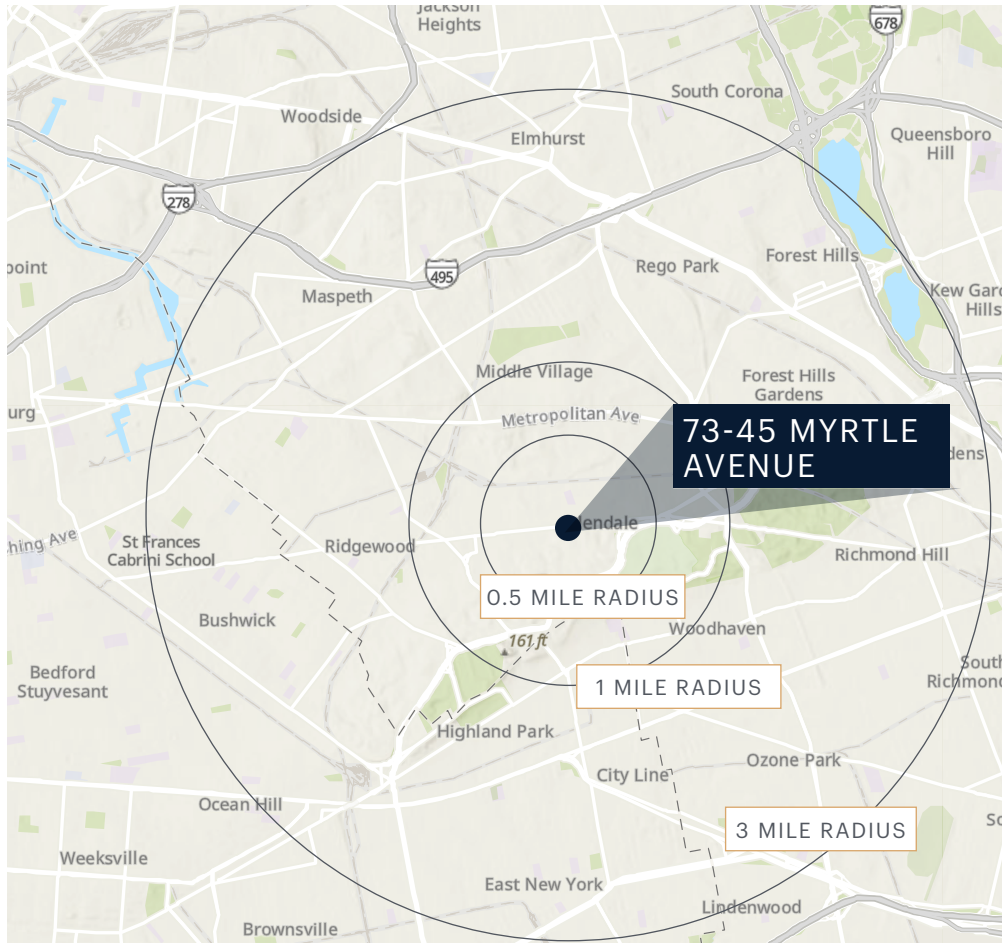 Jackson
Heights
678
South Corona
Woodside
Elmhurst
Queensboro
Hill
278
point
Forest Hills
Rego Park
495
Maspeth
Kew Gard
Hills
Middle Village
Forest Hills
Gardens
urg
Metropolitan Ave
73-45 MYRTLE
AVENUE
dens
endale
ching Ave
St Frances
Cabrini School
Ridgewood
Richmond Hill
0.5 MILE RADIUS
Bushwick
Woodhaven
161 ft
Bedford
Stuyvesant
South
Richmond
1 MILE RADIUS
Highland Park
Ozone Park
City Line
Ocean Hill
So
3 MILE RADIUS
Weeksville
East New York
Lindenwood
Brownsville